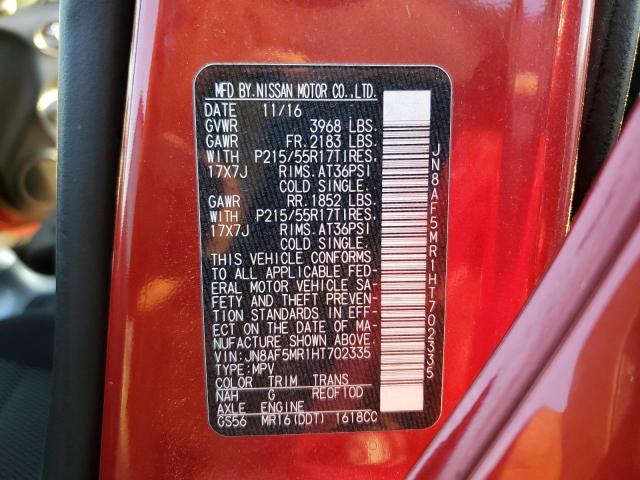 MFD BY.NISSAN MOTOR CO.,LTD.
DATE 11/16
GVWR 3968 LBS.
GAWR FR.2183 LBS.
WITH P215/55R17TIRES.
17X7J RIMS.AT36PSI
COLD SINGLE.
GAWR RR.1852 LBS.
WITH P215/55R17TIRES.
17X7J RIMS.AT36PSI
COLD SINGLE.
THIS VEHICLE CONFORMS
TO ALL APPLICABLE FED-
ERAL MOTOR VEHICLE SA-
FETY AND THEFT PREVEN-
TION STANDARDS IN EFF-
ECT ON THE DATE OF MA-
NUFACTURE SHOWN ABOVE.
VIN:JN8AF5MR1HT702335
TYPE:MPV
COLOR TRIM TRANS
NAH G RE0F10D
AXLE ENGINE
GS56 MR16(DDT) 1618CC
JN8AF5MR1HT702335